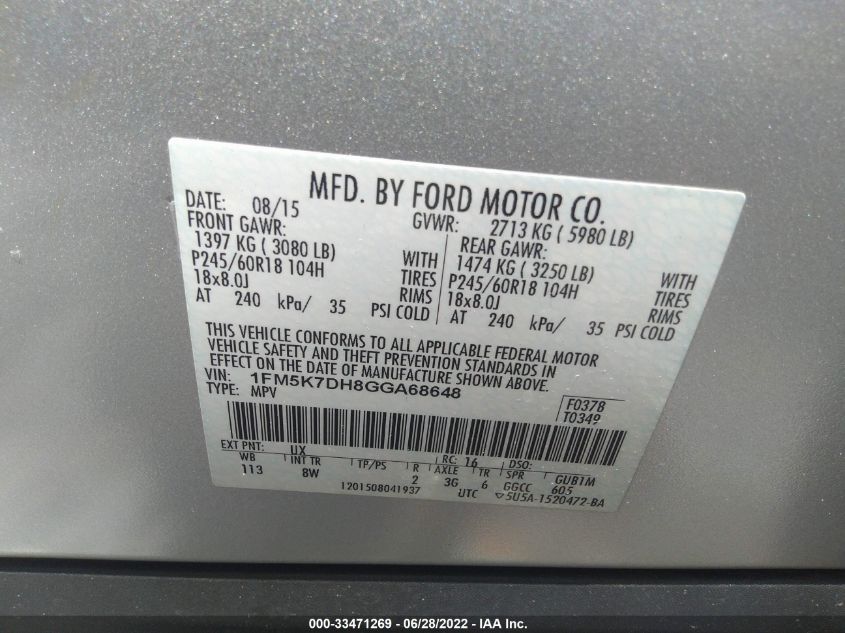 MFD. BY FORD MOTOR CO.
DATE: 08/15 GVWR: 2713 KG ( 5980 LB)
FRONT GAWR: REAR GAWR:
1397 KG ( 3080 LB) WITH 1474 KG ( 3250 LB) WITH
P245/60R18 104H TIRES P245/60R18 104H TIRES
18x8.0J RIMS 18x8.0J RIMS
AT 240 kPa/ 35 PSI COLD AT 240 kPa/ 35 PSI COLD
THIS VEHICLE CONFORMS TO ALL APPLICABLE FEDERAL MOTOR
VEHICLE SAFETY AND THEFT PREVENTION STANDARDS IN
EFFECT ON THE DATE OF MANUFACTURE SHOWN ABOVE.
VIN: 1FM5K7DH8GGA68648
TYPE: MPV
F0378
T0349
EXT PNT: UX RC: 16 DSO:
WB INT TR TP/PS R AXLE TR SPR GUB1M
113 8W 2 3G 6 GGCC 605
1201508041937 UTC ▽5U5A-1520472-BA
000-33471269 - 06/28/2022 - IAA Inc.